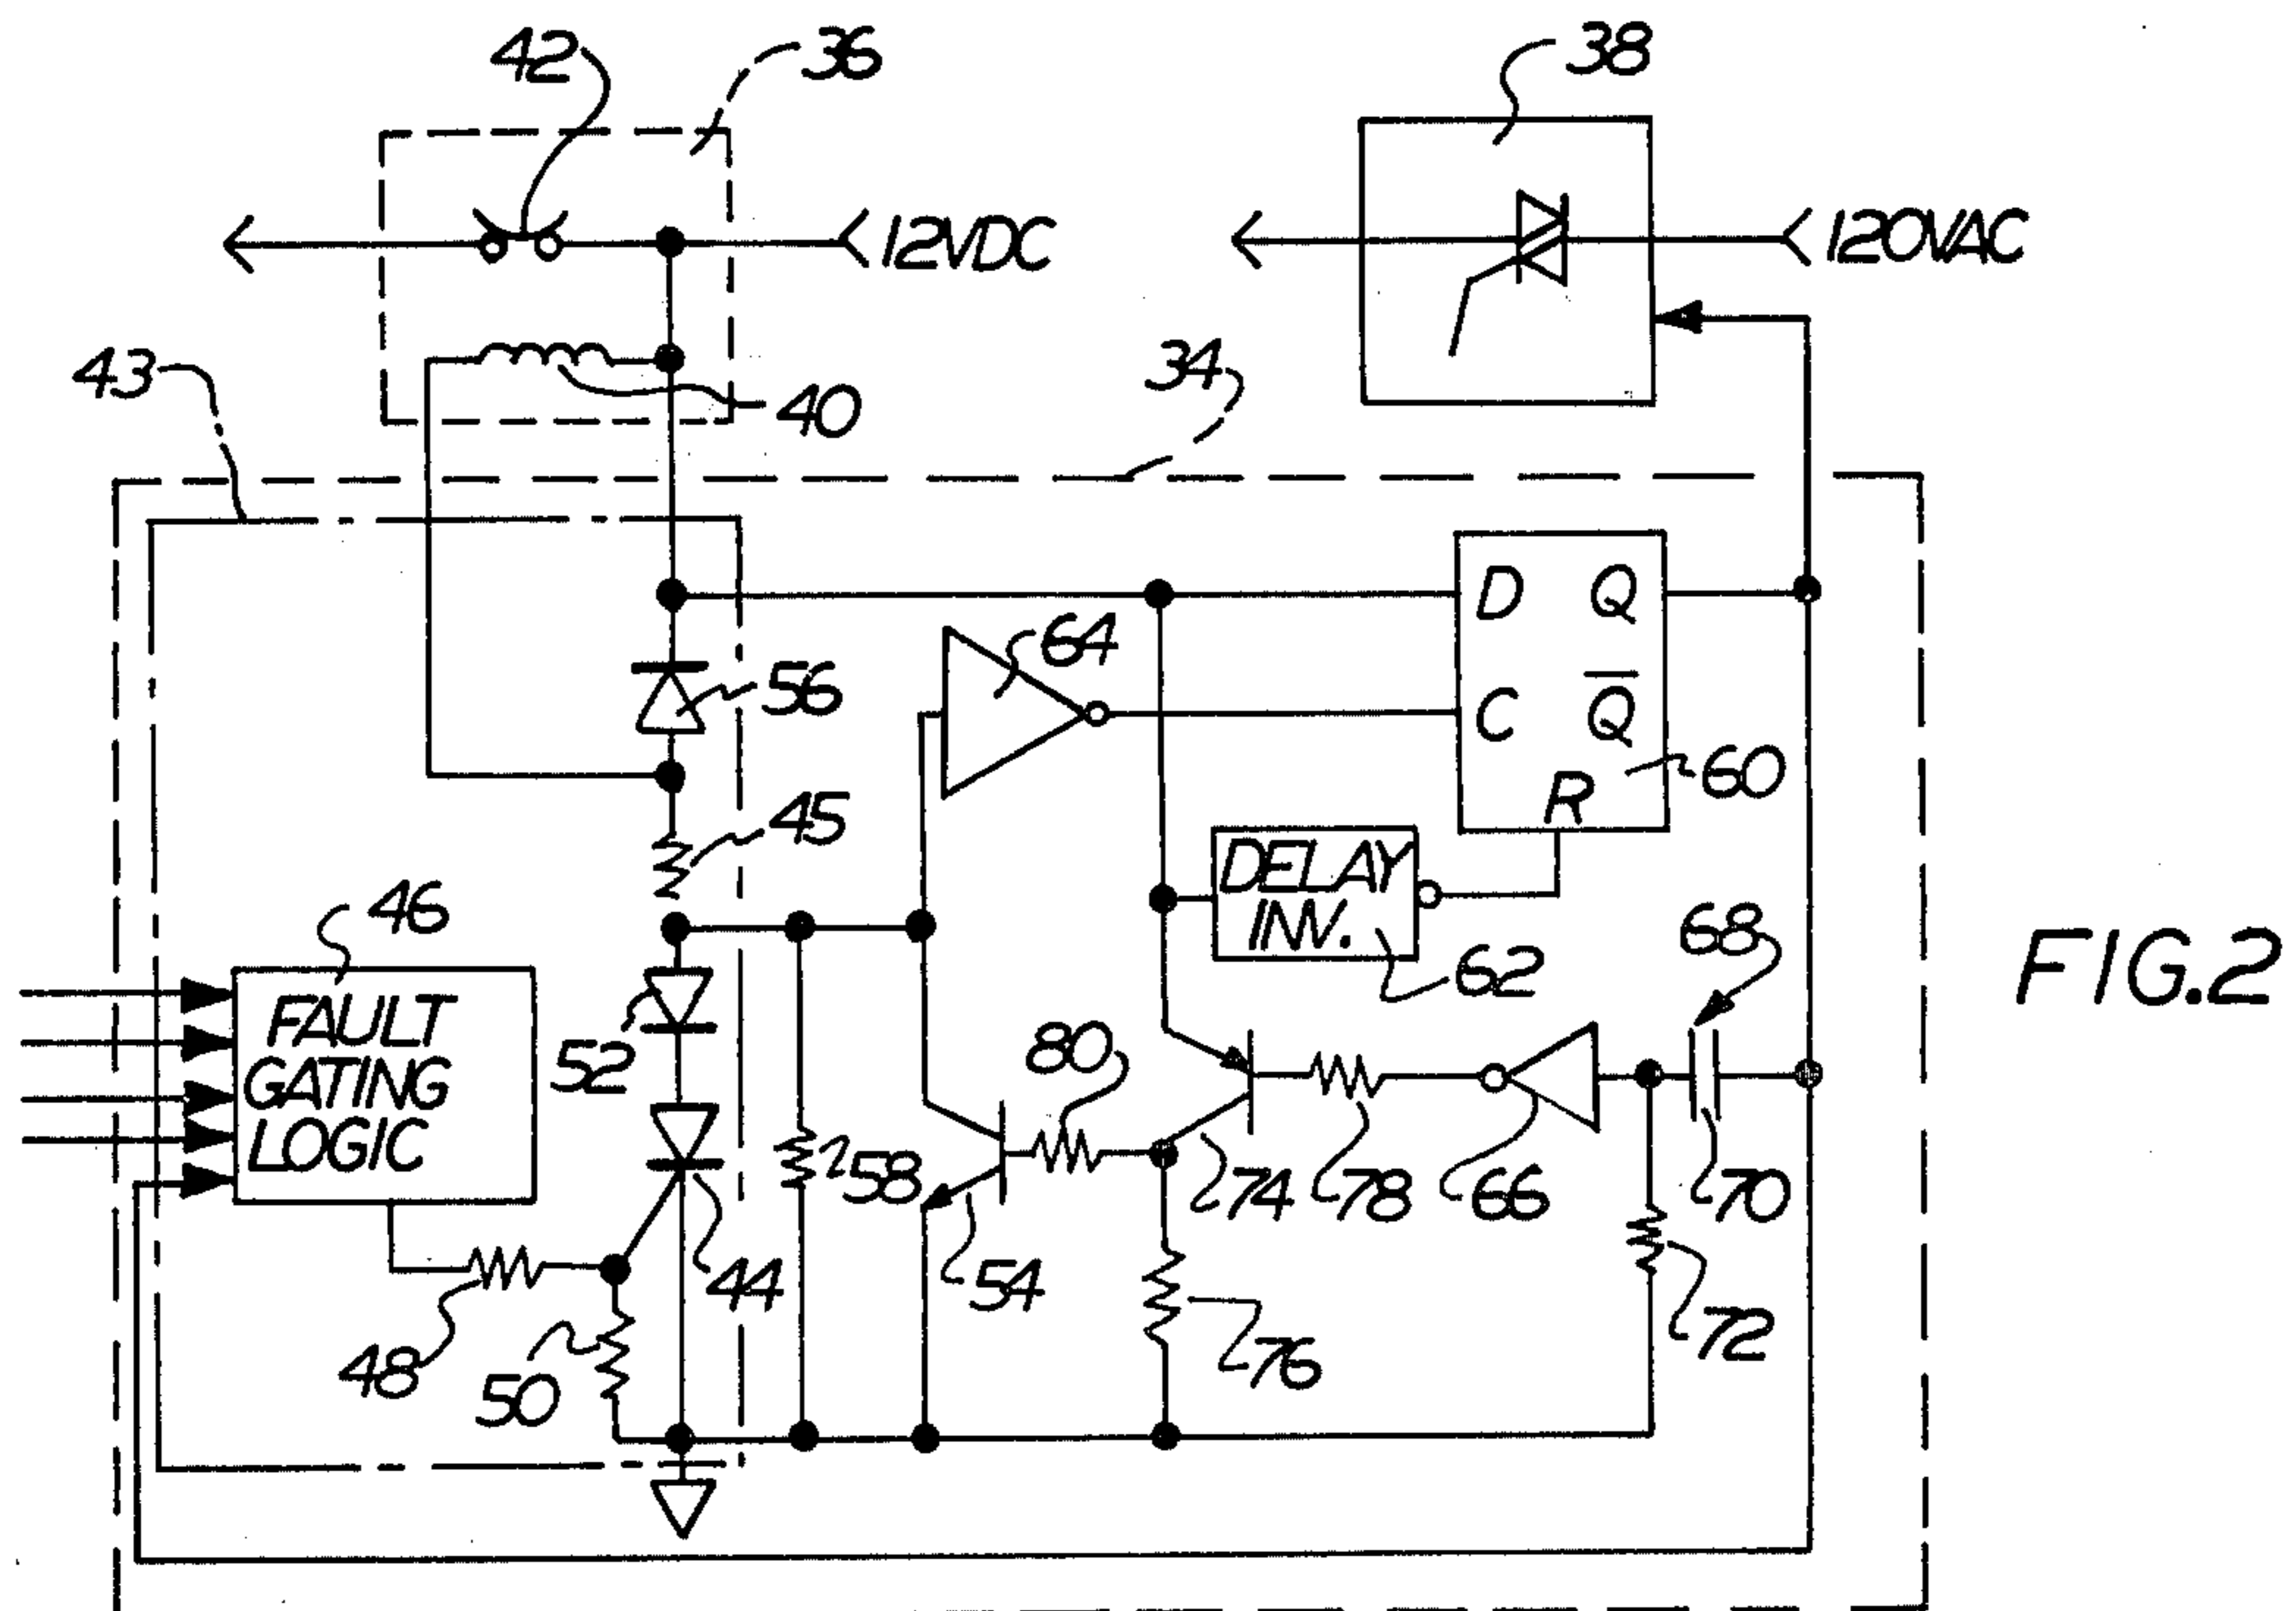 42
36
38
12VDC
120VAC
43
34
40
64
D Q
56
C Q̅
60
45
R
DELAY
INV.
46
68
62
FIG.2
FAULT
GATING
LOGIC
52
80
58
74
78
66
70
54
44
72
48
50
76